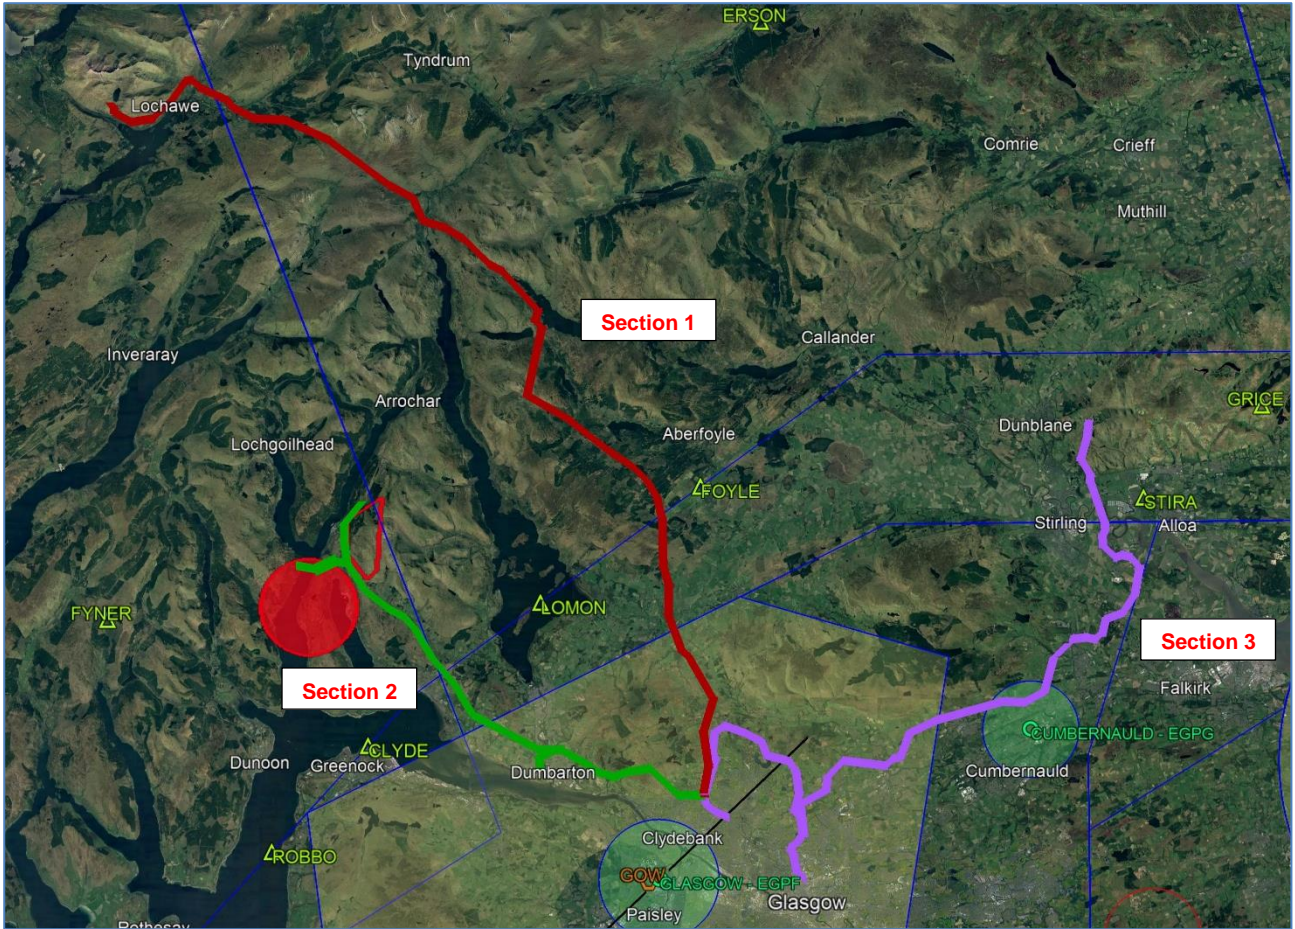 ERSON
Tyndrum
Lochawe
Comrie
Crieff
Muthill
Section 1
Callander
Inveraray
Arrochar
GRICE
Dunblane
Aberfoyle
Lochgoilhead
FOYLE
STIRA
Stirling
Alloa
LOMON
FYNER
Section 3
Section 2
Falkirk
CUMBERNAULD - EGPG
CLYDE
Dunoon
Greenock
Dumbarton
Cumbernauld
Clydebank
ROBBO
GOW
GLASGOW - EGPF
Glasgow
Paisley
Rothesay